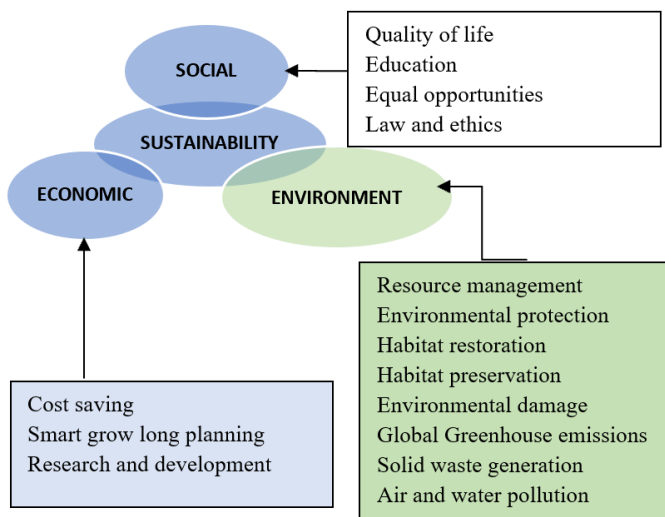 SOCIAL
Quality of life
Education
Equal opportunities
Law and ethics
SUSTAINABILITY
ECONOMIC
ENVIRONMENT
Resource management
Environmental protection
Habitat restoration
Habitat preservation
Environmental damage
Global Greenhouse emissions
Solid waste generation
Air and water pollution
Cost saving
Smart grow long planning
Research and development